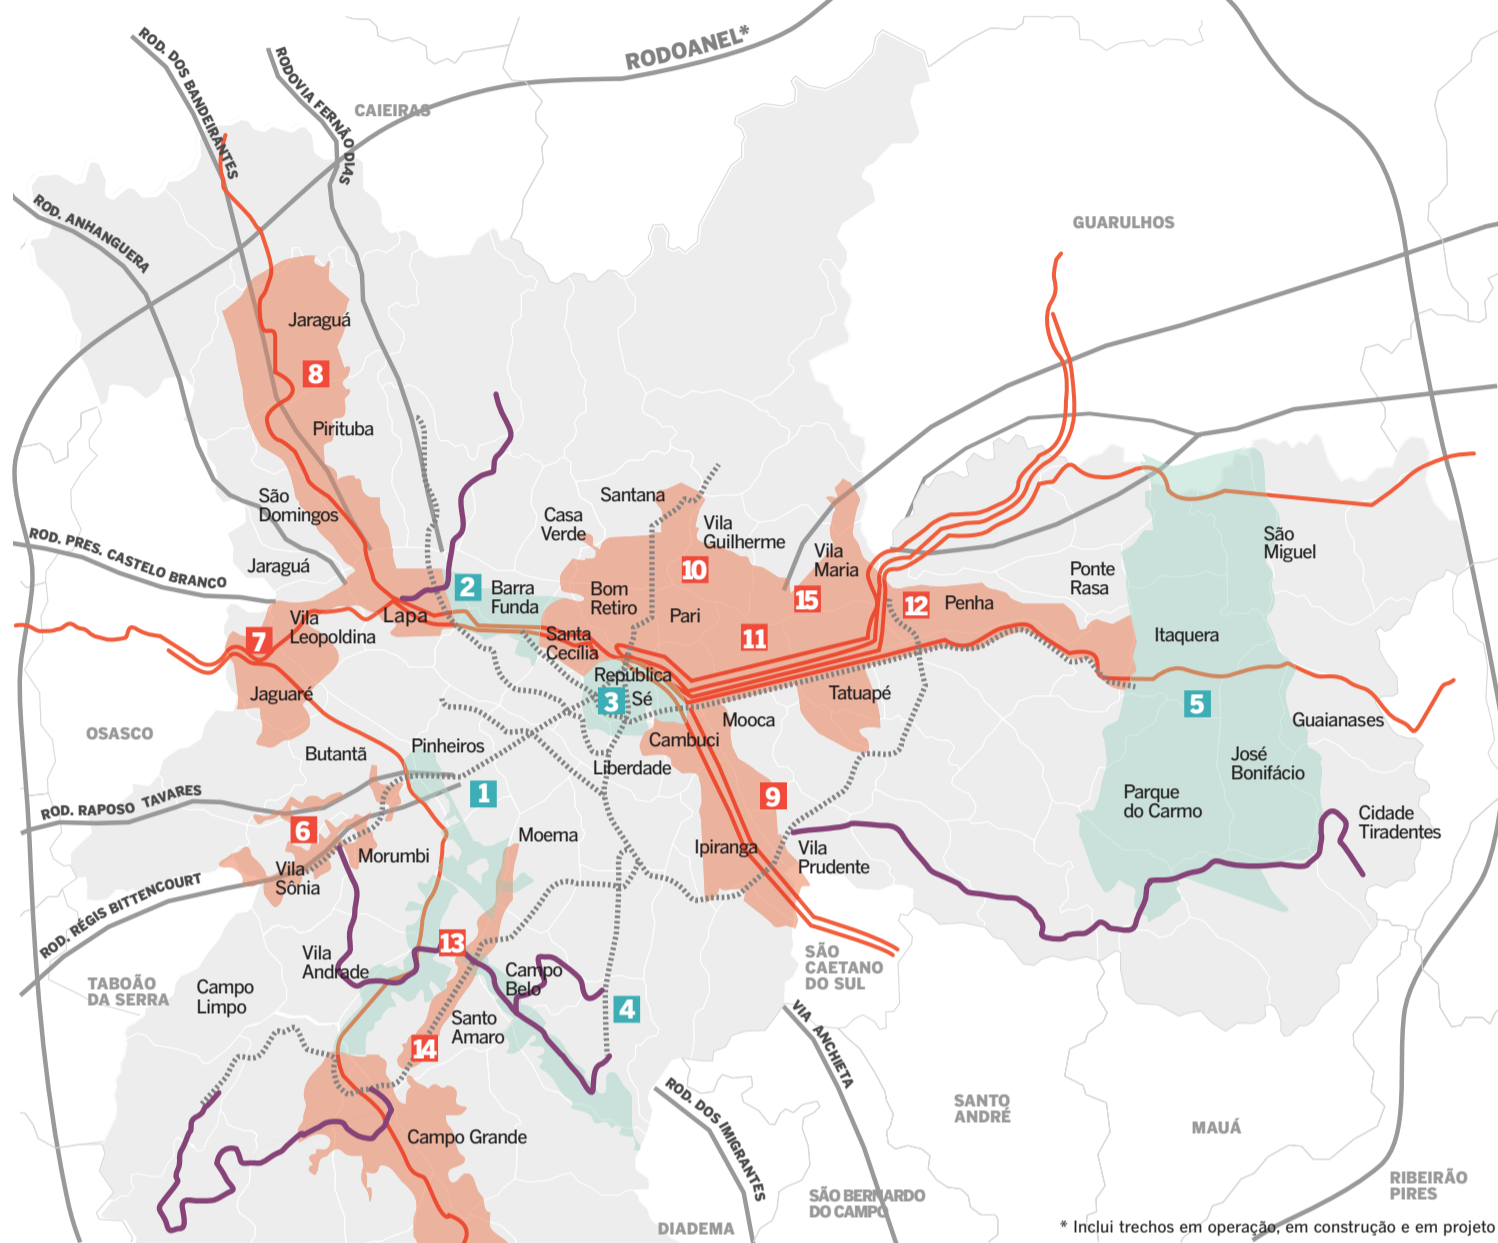 RODOANEL*
ROD. DOS BANDEIRANTES
RODOVIA FERNÃO DIAS
CAIEIRAS
ROD. ANHANGUERA
GUARULHOS
Jaraguá
8
Pirituba
São
Domingos
Santana
Casa
Verde
Vila
Guilherme
São
Miguel
ROD. PRES. CASTELO BRANCO
Jaraguá
Vila
Maria
10
Ponte
Rasa
2
Barra
Funda
Bom
Retiro
15
12
Penha
Vila
Leopoldina
Lapa
Pari
7
Santa
Cecília
11
Itaquera
República
Jaguaré
3
Sé
Tatuapé
5
OSASCO
Mooca
Guaianases
Butantã
Pinheiros
Cambuci
Liberdade
José
Bonifácio
ROD. RAPOSO TAVARES
1
9
Parque
do Carmo
6
Moema
Cidade
Tiradentes
Morumbi
Ipiranga
Vila
Prudente
Vila
Sônia
ROD. RÉGIS BITTENCOURT
13
Vila
Andrade
SÃO
CAETANO
DO SUL
TABOÃO
DA SERRA
Campo
Limpo
Campo
Belo
4
Santo
Amaro
14
VIA ANCHIETA
ROD. DOS IMIGRANTES
SANTO
ANDRÉ
MAUÁ
Campo Grande
RIBEIRÃO
PIRES
SÃO BERNARDO
DO CAMPO
DIADEMA
* Inclui trechos em operação, em construção e em projeto